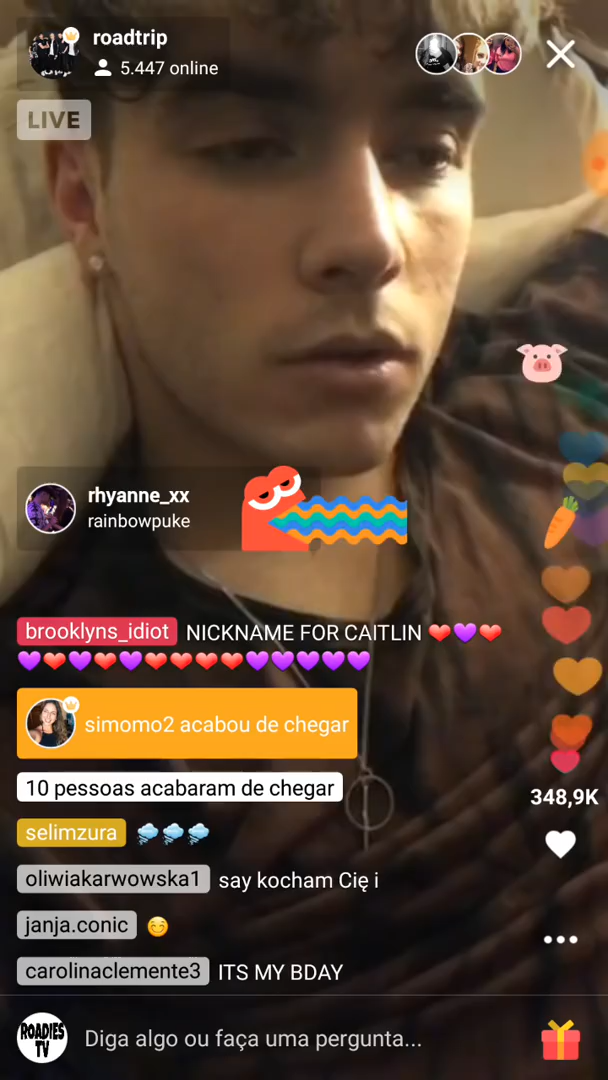 roadtrip
5.447 online
LIVE
rhyanne_xx
rainbowpuke
brooklyns_idiot NICKNAME FOR CAITLIN ❤💜❤
💜❤💜❤💜❤❤❤❤💜💜💜💜💜
simomo2 acabou de chegar
10 pessoas acabaram de chegar
348,9K
selimzura 🌪🌪🌪
oliwiakarwowska1 say kocham Cię i
janja.conic 😊
carolinaclemente3 ITS MY BDAY
ROADIES
TV
Diga algo ou faça uma pergunta...